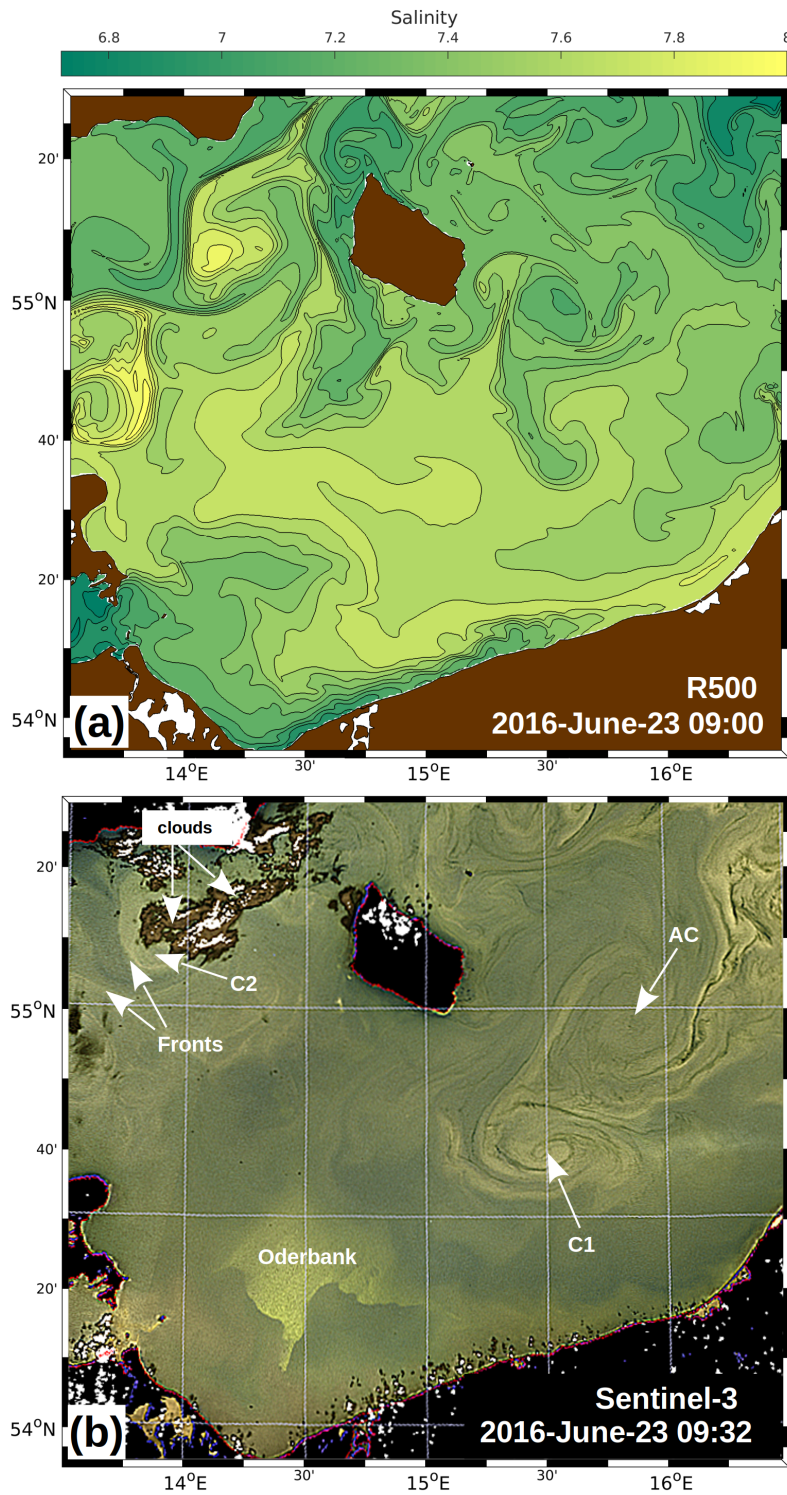 Salinity
6.8 7 7.2 7.4 7.6 7.8 8
20'
55°N
40'
20'
54°N
R500
2016-June-23 09:00
(a)
14°E 30' 15°E 30' 16°E
clouds
20'
AC
C2
55°N
Fronts
40'
C1
Oderbank
20'
Sentinel-3
2016-June-23 09:32
54°N
(b)
14°E 30' 15°E 30' 16°E